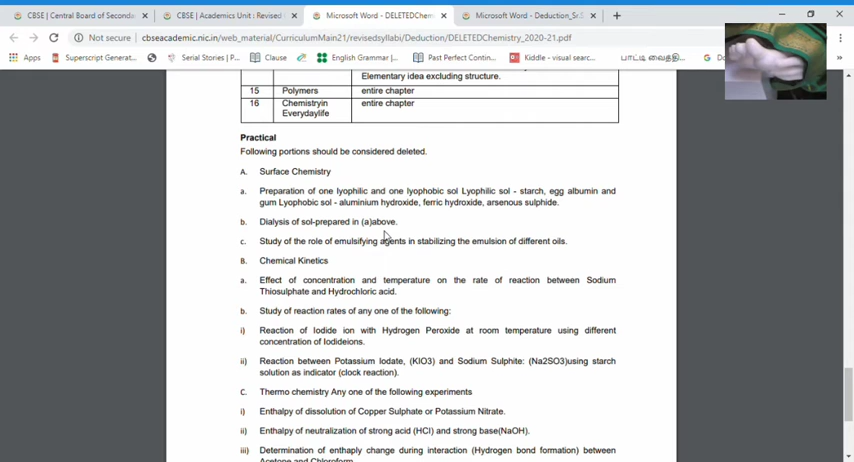 CBSE | Central Board of Seconda
CBSE | Academics Unit : Revised
Microsoft Word - DELETEDChem
Microsoft Word - Deduction_Sr.S
Not secure | cbseacademic.nic.in/web_material/CurriculumMain21/revisedsyllabi/Deduction/DELETEDChemistry_2020-21.pdf
Apps Superscript Generat... Serial Stories | P... Clause English Grammar |... Past Perfect Contin... Kiddle - visual searc... பாட்டி வைத்தி...
Elementary idea excluding structure.
15 Polymers entire chapter
16 Chemistryin entire chapter
Everydaylife
Practical
Following portions should be considered deleted.
A. Surface Chemistry
a. Preparation of one lyophilic and one lyophobic sol Lyophilic sol - starch, egg albumin and
gum Lyophobic sol - aluminium hydroxide, ferric hydroxide, arsenous sulphide.
b. Dialysis of sol-prepared in (a)above.
c. Study of the role of emulsifying agents in stabilizing the emulsion of different oils.
B. Chemical Kinetics
a. Effect of concentration and temperature on the rate of reaction between Sodium
Thiosulphate and Hydrochloric acid.
b. Study of reaction rates of any one of the following:
i) Reaction of Iodide ion with Hydrogen Peroxide at room temperature using different
concentration of Iodideions.
ii) Reaction between Potassium Iodate, (KIO3) and Sodium Sulphite: (Na2SO3)using starch
solution as indicator (clock reaction).
C. Thermo chemistry Any one of the following experiments
i) Enthalpy of dissolution of Copper Sulphate or Potassium Nitrate.
ii) Enthalpy of neutralization of strong acid (HCI) and strong base(NaOH).
iii) Determination of enthaply change during interaction (Hydrogen bond formation) between
Acetone and Chloroform.